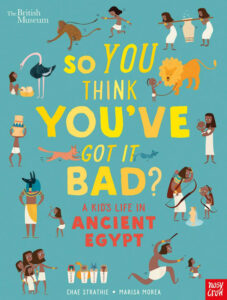 The British
Museum
SO YOU
THINK
YOU'VE
GOT IT
BAD?
A KID'S LIFE IN
ANCIENT
EGYPT
CHAE STRATHIE • MARISA MOREA
nosy
crow